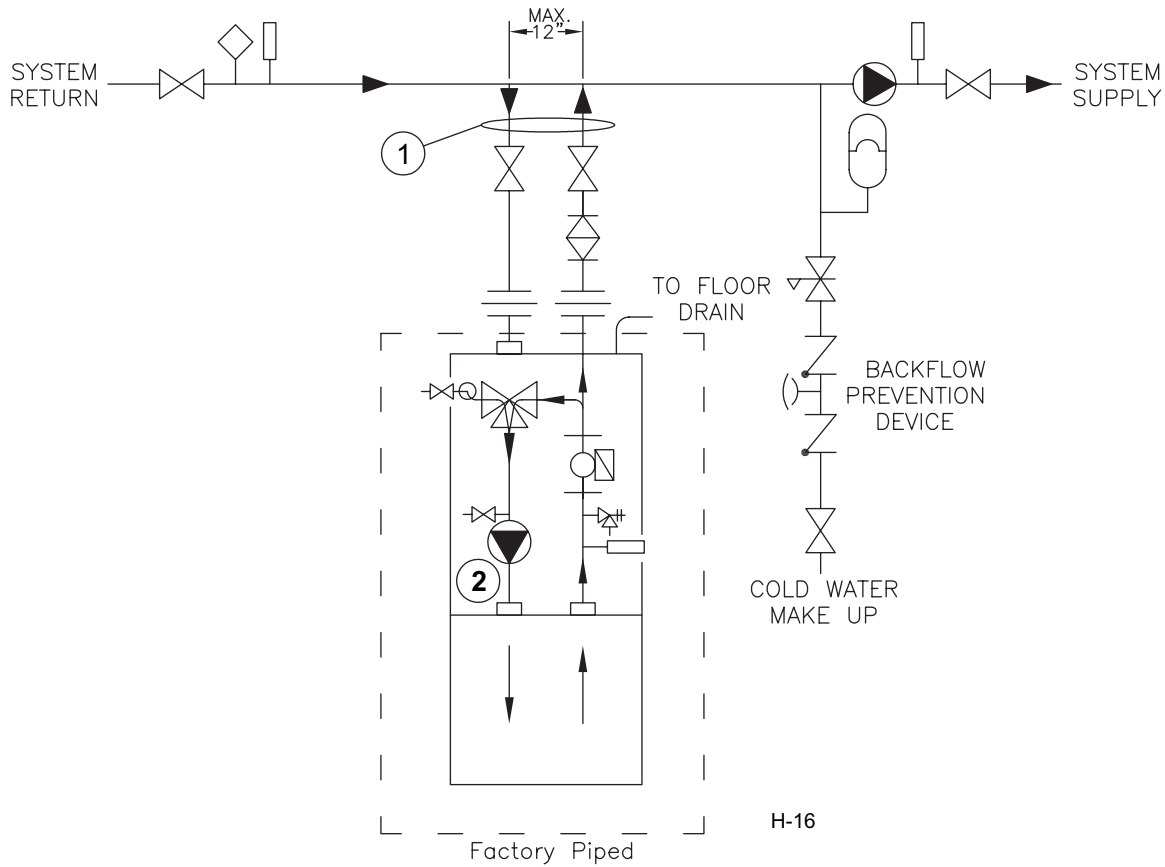 MAX.
12"
SYSTEM
RETURN
SYSTEM
SUPPLY
1
TO FLOOR
DRAIN
BACKFLOW
PREVENTION
DEVICE
2
COLD WATER
MAKE UP
H-16
Factory Piped